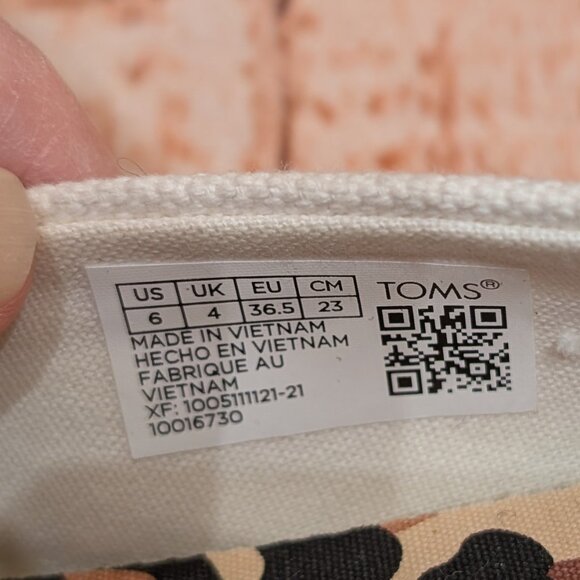 US UK EU CM
6 4 36.5 23
TOMS®
MADE IN VIETNAM
HECHO EN VIETNAM
FABRIQUE AU
VIETNAM
XF: 1005111121-21
10016730